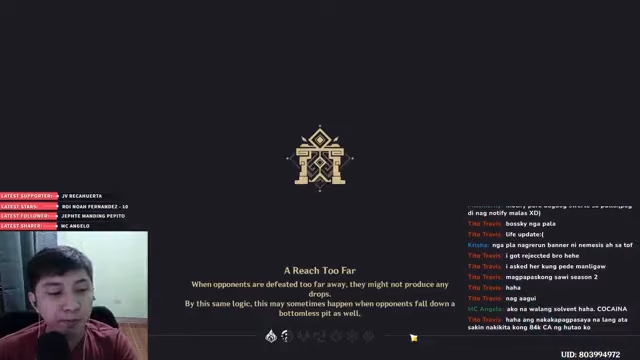 LATEST SUPPORTER: JV RECAHUERTA
LATEST STARS: ROI NOAH FERNANDEZ - 10
LATEST FOLLOWER: JEPHTE MANDING PEPITO
LATEST SHARER: MC ANGELO
di nag notify malas XD)
Tito Travis: bossky nga pala
Tito Travis: life update:(
Krisha: nga pla nagrerun banner ni nemesis ah sa tof
Tito Travis: i got rejeccted bro hehe
Tito Travis: i asked her kung pede manligaw
Tito Travis: magpapaskong sawi season 2
Tito Travis: haha
Tito Travis: nag aagui
MC Angelo: ako na walang solvent haha. COCAINA
Tito Travis: haha ang nakakapagpasaya na lang ata
sakin nakikita kong 84k CA ng hutao ko
A Reach Too Far
When opponents are defeated too far away, they might not produce any
drops.
By this same logic, this may sometimes happen when opponents fall down a
bottomless pit as well.
UID: 803994972